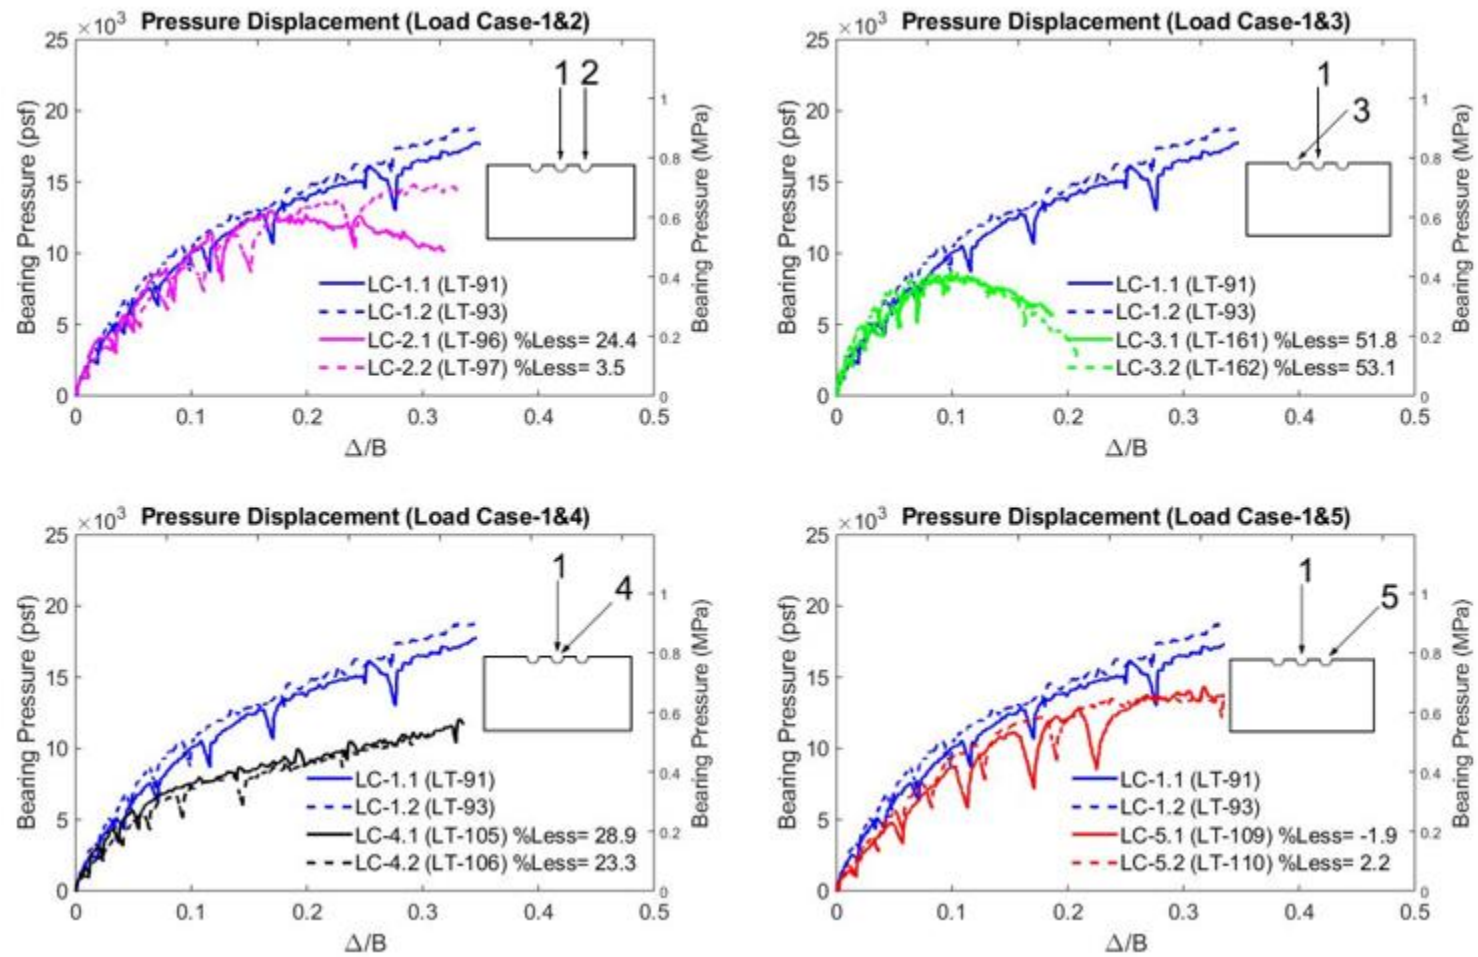 Pressure Displacement (Load Case-1&2)
×10³
25
20
15
10
5
0
Bearing Pressure (psf)
1 2
1
0.8
0.6
0.4
0.2
0
Bearing Pressure (MPa)
LC-1.1 (LT-91)
LC-1.2 (LT-93)
LC-2.1 (LT-96) %Less= 24.4
LC-2.2 (LT-97) %Less= 3.5
0 0.1 0.2 0.3 0.4 0.5
Δ/B
Pressure Displacement (Load Case-1&3)
×10³
25
20
15
10
5
0
Bearing Pressure (psf)
1
3
1
0.8
0.6
0.4
0.2
0
Bearing Pressure (MPa)
LC-1.1 (LT-91)
LC-1.2 (LT-93)
LC-3.1 (LT-161) %Less= 51.8
LC-3.2 (LT-162) %Less= 53.1
0 0.1 0.2 0.3 0.4 0.5
Δ/B
Pressure Displacement (Load Case-1&4)
×10³
25
20
15
10
5
0
Bearing Pressure (psf)
1
4
1
0.8
0.6
0.4
0.2
0
Bearing Pressure (MPa)
LC-1.1 (LT-91)
LC-1.2 (LT-93)
LC-4.1 (LT-105) %Less= 28.9
LC-4.2 (LT-106) %Less= 23.3
0 0.1 0.2 0.3 0.4 0.5
Δ/B
Pressure Displacement (Load Case-1&5)
×10³
25
20
15
10
5
0
Bearing Pressure (psf)
1
5
1
0.8
0.6
0.4
0.2
0
Bearing Pressure (MPa)
LC-1.1 (LT-91)
LC-1.2 (LT-93)
LC-5.1 (LT-109) %Less= -1.9
LC-5.2 (LT-110) %Less= 2.2
0 0.1 0.2 0.3 0.4 0.5
Δ/B